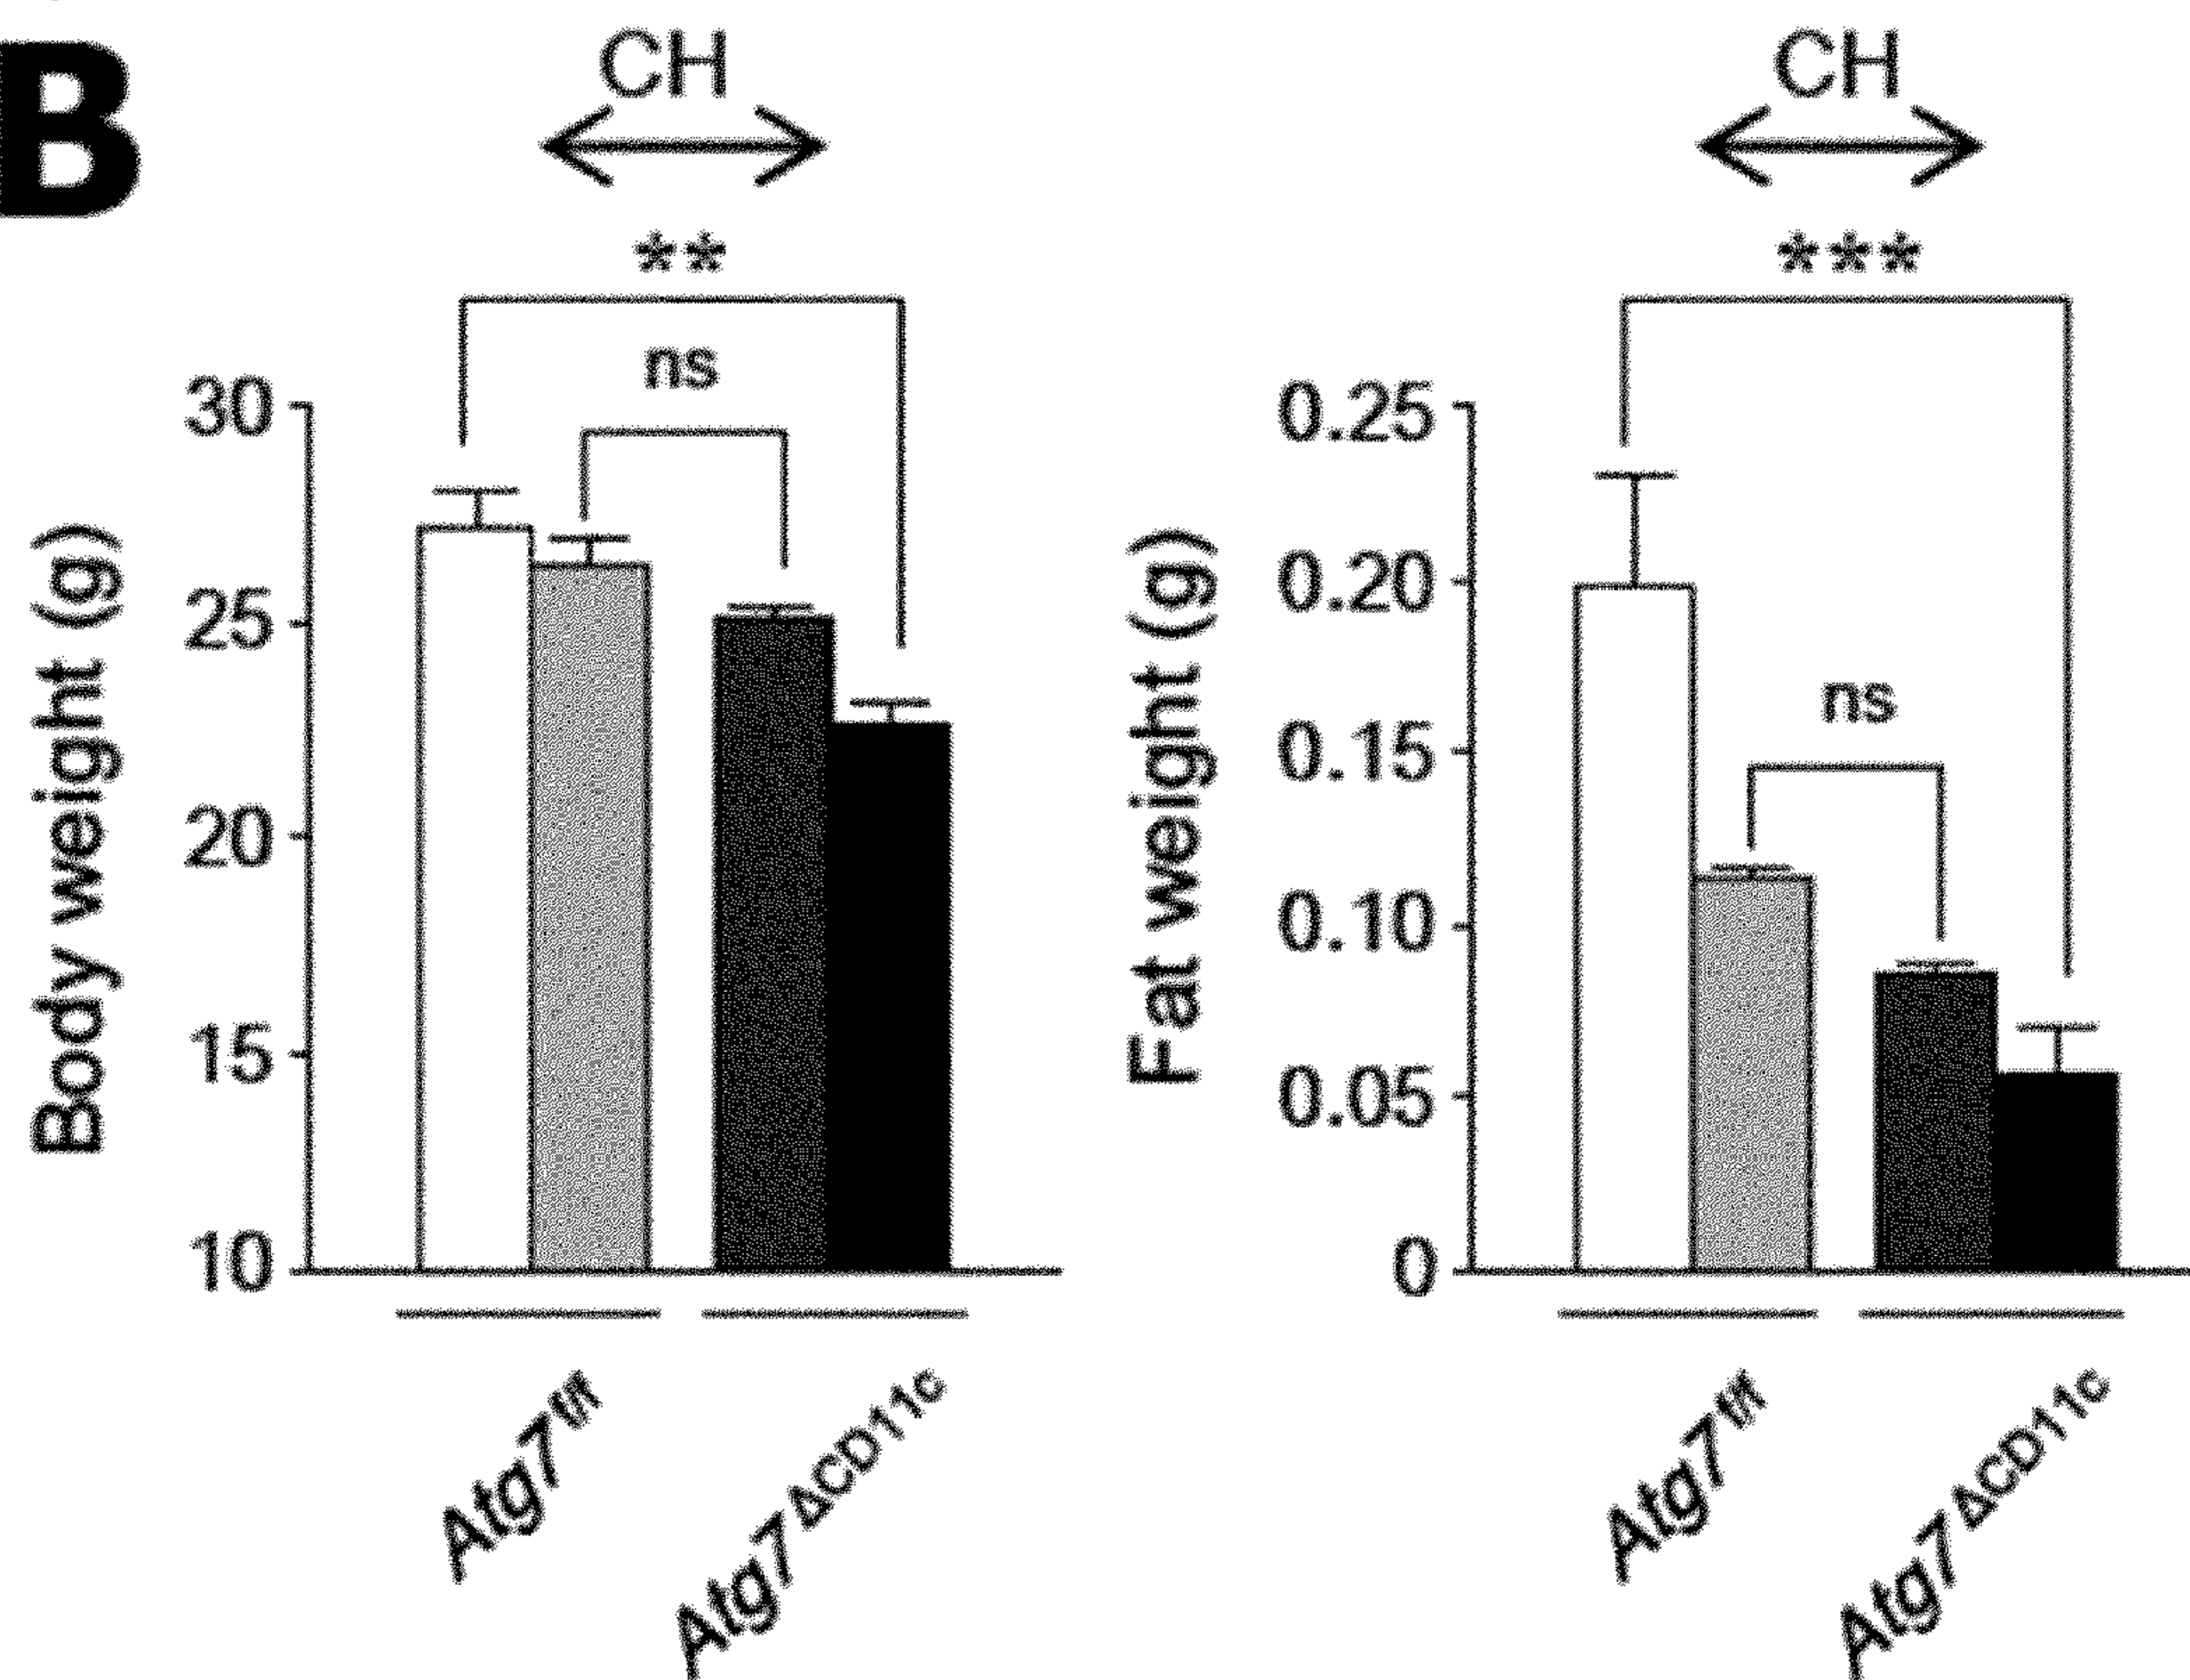 B
CH
**
ns
30
25
20
15
10
Body weight (g)
Atg7f/f
Atg7ΔCD11c
CH
***
ns
0.25
0.20
0.15
0.10
0.05
0
Fat weight (g)
Atg7f/f
Atg7ΔCD11c